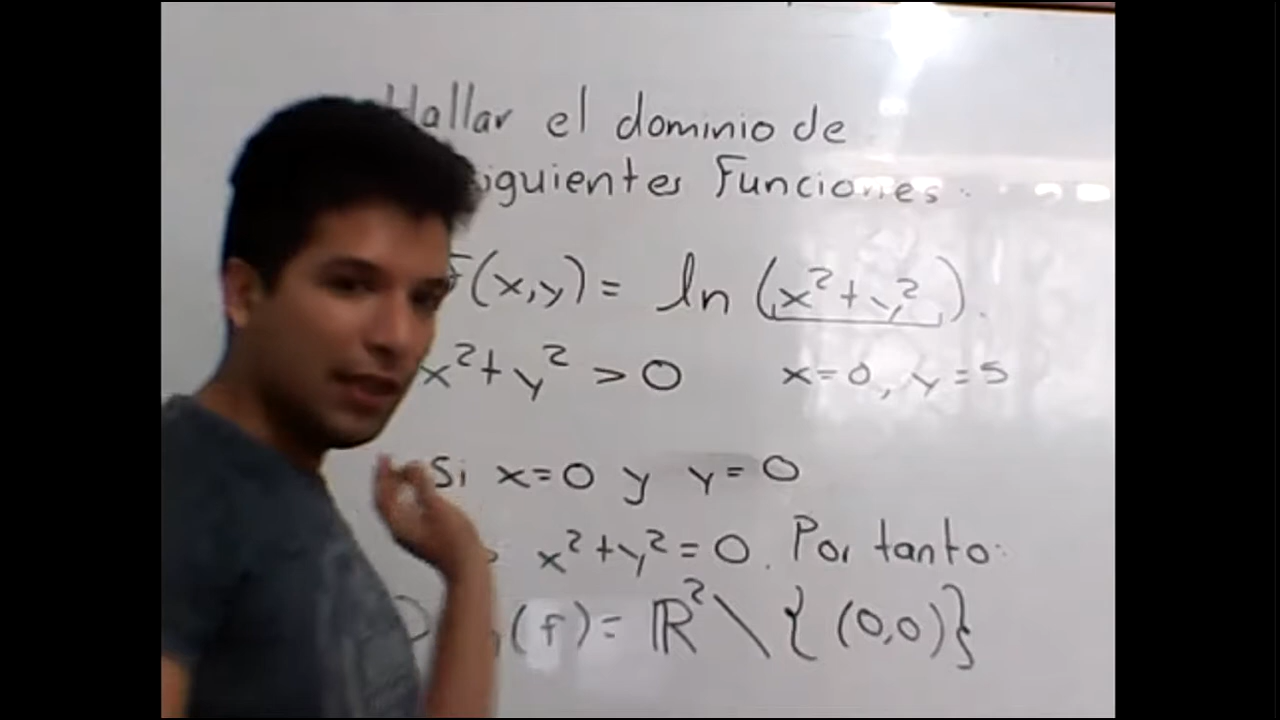 Hallar el dominio de
siguientes Funciones.
f(x,y) = ln (x²+y²).
x²+y² > 0 x=0, y=5
Si x=0 y y=0
x²+y²=0. Por tanto:
(f)= ℝ² \ { (0,0)}